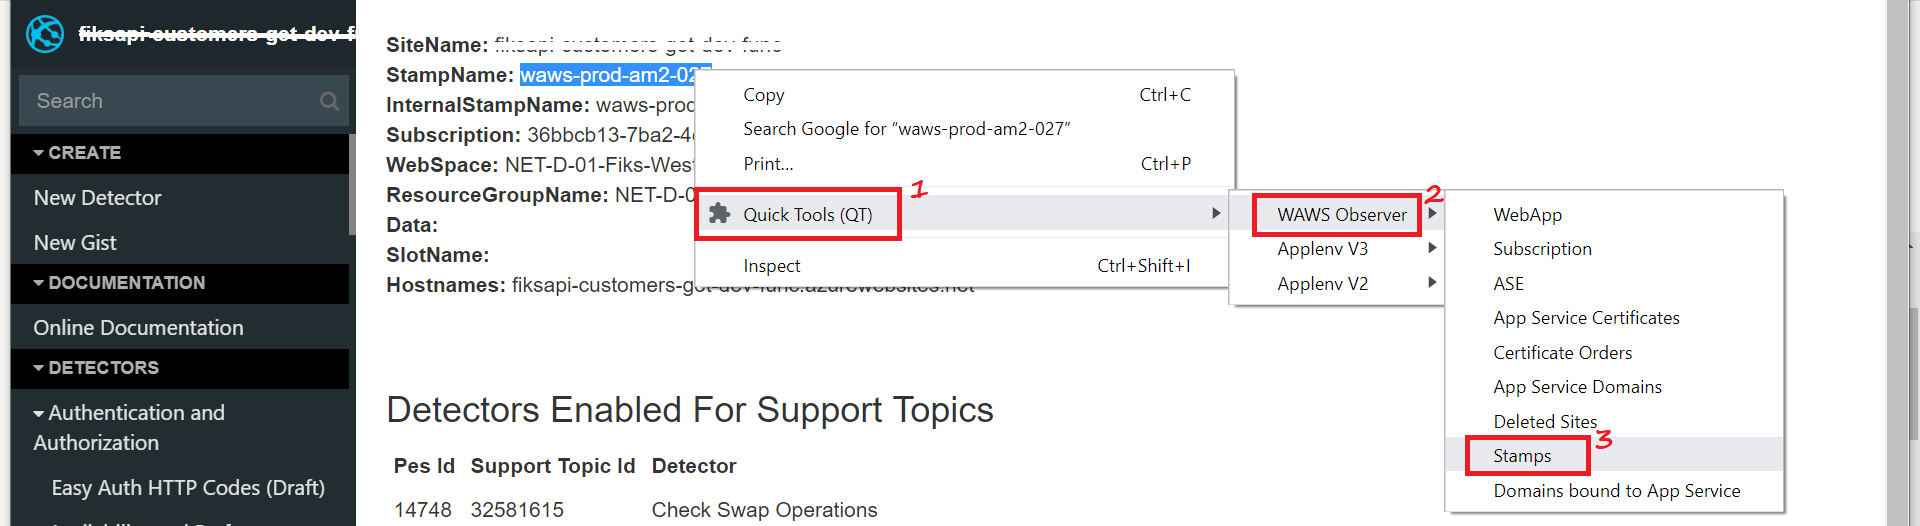 fiksapi-customers-get-dev-f
Search
CREATE
New Detector
New Gist
DOCUMENTATION
Online Documentation
DETECTORS
Authentication and
Authorization
Easy Auth HTTP Codes (Draft)
SiteName: fiksapi-customers-get-dev-func
StampName: waws-prod-am2-027
InternalStampName: waws-prod
Subscription: 36bbcb13-7ba2-4
WebSpace: NET-D-01-Fiks-West
ResourceGroupName: NET-D-0
Data:
SlotName:
Hostnames: fiksapi-customers-get-dev-func.azurewebsites.net
Copy Ctrl+C
Search Google for “waws-prod-am2-027”
Print... Ctrl+P
Quick Tools (QT)
1
Inspect Ctrl+Shift+I
WAWS Observer
2
Applenv V3
Applenv V2
WebApp
Subscription
ASE
App Service Certificates
Certificate Orders
App Service Domains
Deleted Sites
Stamps
3
Domains bound to App Service
Detectors Enabled For Support Topics
Pes Id Support Topic Id Detector
14748 32581615 Check Swap Operations